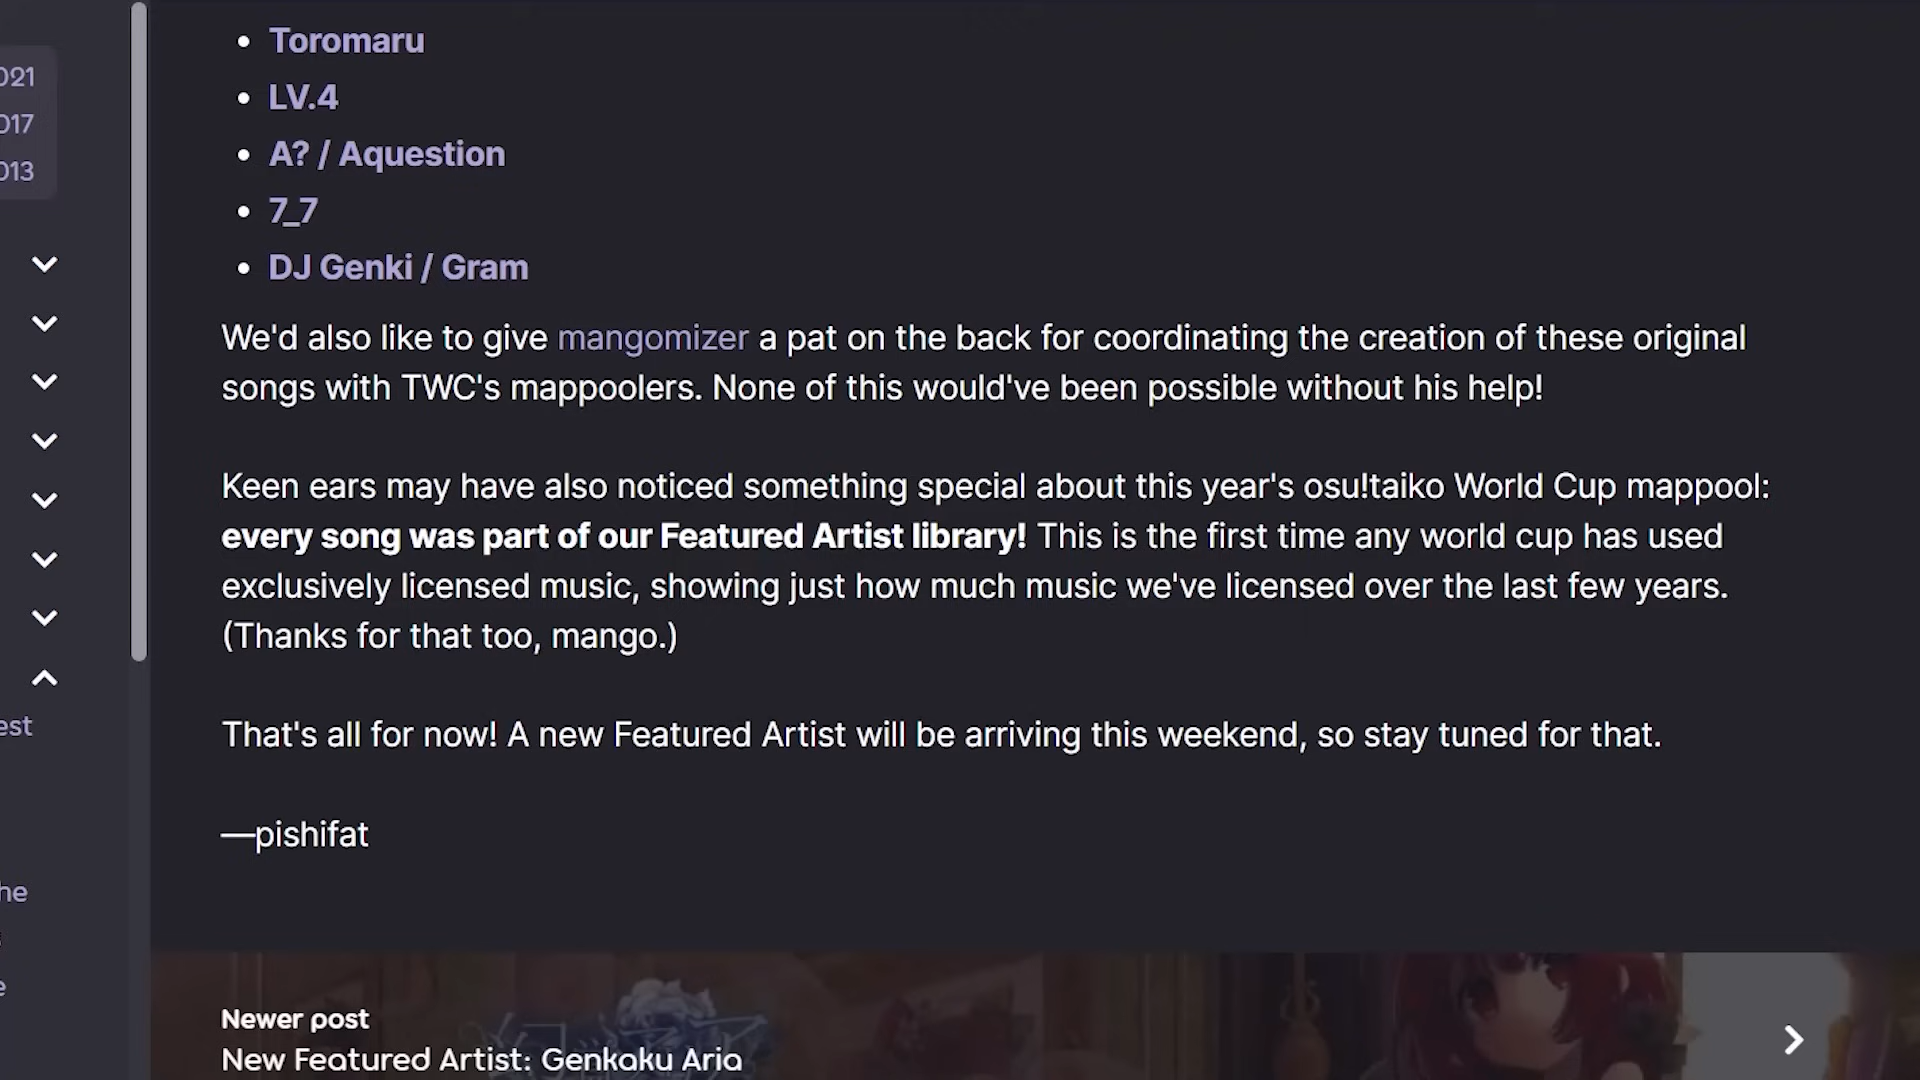 021
017
013
Toromaru
LV.4
A? / Aquestion
7_7
DJ Genki / Gram
We'd also like to give mangomizer a pat on the back for coordinating the creation of these original
songs with TWC's mappoolers. None of this would've been possible without his help!
Keen ears may have also noticed something special about this year's osu!taiko World Cup mappool:
every song was part of our Featured Artist library! This is the first time any world cup has used
exclusively licensed music, showing just how much music we've licensed over the last few years.
(Thanks for that too, mango.)
est
That's all for now! A new Featured Artist will be arriving this weekend, so stay tuned for that.
—pishifat
he
e
Newer post
New Featured Artist: Genkaku Aria